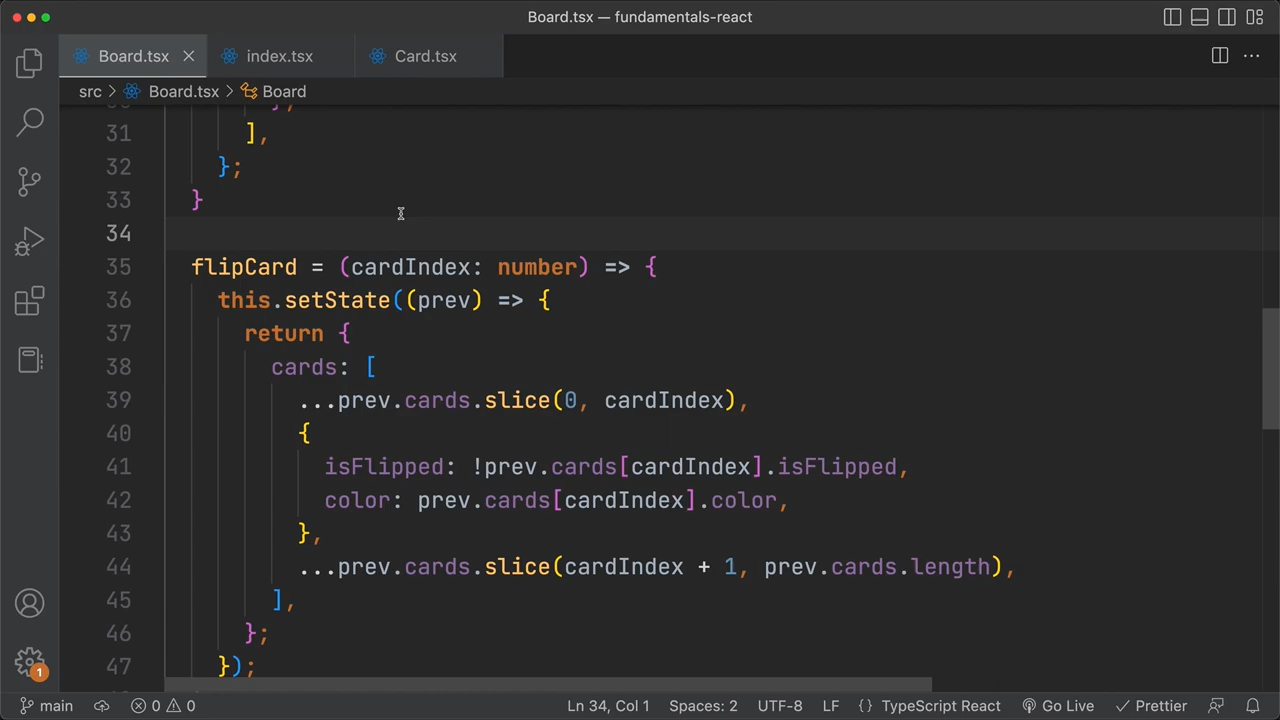 Board.tsx — fundamentals-react
Board.tsx index.tsx Card.tsx
src > Board.tsx > Board
31 ],
32 };
33 }
34
35 flipCard = (cardIndex: number) => {
36 this.setState((prev) => {
37 return {
38 cards: [
39 ...prev.cards.slice(0, cardIndex),
40 {
41 isFlipped: !prev.cards[cardIndex].isFlipped,
42 color: prev.cards[cardIndex].color,
43 },
44 ...prev.cards.slice(cardIndex + 1, prev.cards.length),
45 ],
46 };
47 });
1
main 0 0 Ln 34, Col 1 Spaces: 2 UTF-8 LF {} TypeScript React Go Live Prettier